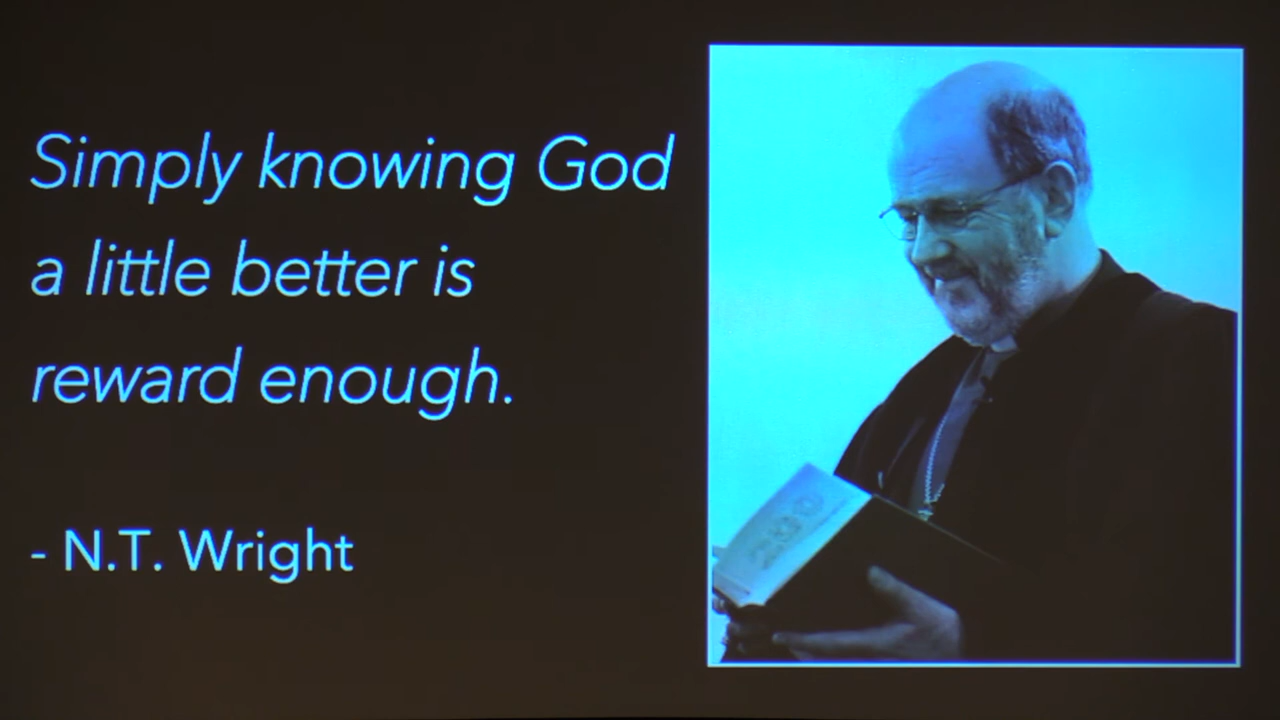 Simply knowing God
a little better is
reward enough.
- N.T. Wright